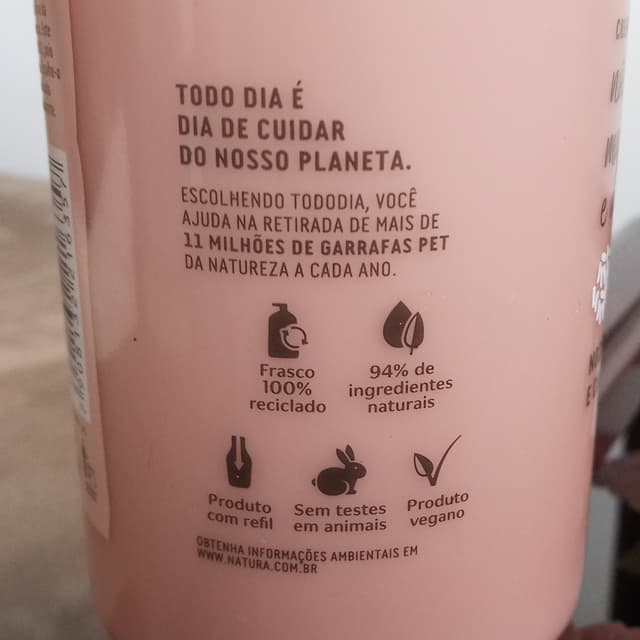 TODO DIA É
DIA DE CUIDAR
DO NOSSO PLANETA.
ESCOLHENDO TODODIA, VOCÊ
AJUDA NA RETIRADA DE MAIS DE
11 MILHÕES DE GARRAFAS PET
DA NATUREZA A CADA ANO.
Frasco
100%
reciclado
94% de
ingredientes
naturais
Produto
com refil
Sem testes
em animais
Produto
vegano
OBTENHA INFORMAÇÕES AMBIENTAIS EM
WWW.NATURA.COM.BR